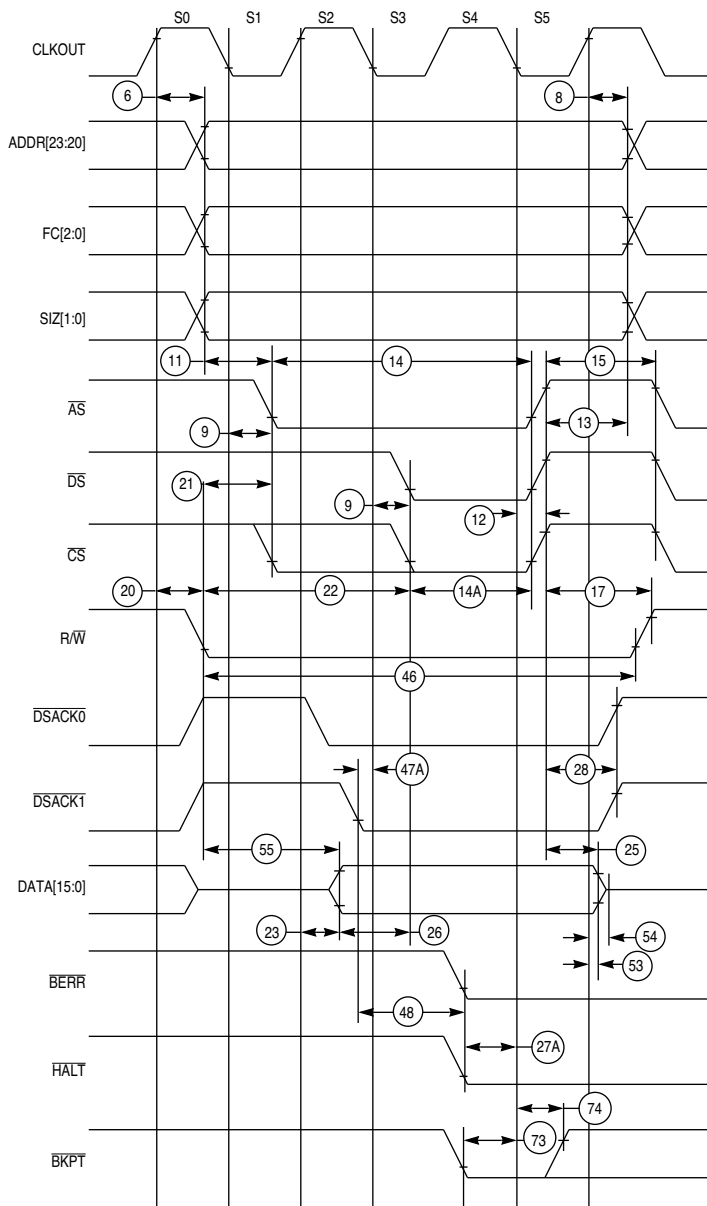 S0 S1 S2 S3 S4 S5
CLKOUT
6 8
ADDR[23:20]
FC[2:0]
SIZ[1:0]
11 14 15
AS
9 13
DS
21 9
12
CS
20 22 14A 17
R/W
46
DSACK0
47A 28
DSACK1
55 25
DATA[15:0]
23 26 54
53
BERR
48
27A
HALT
74
73
BKPT